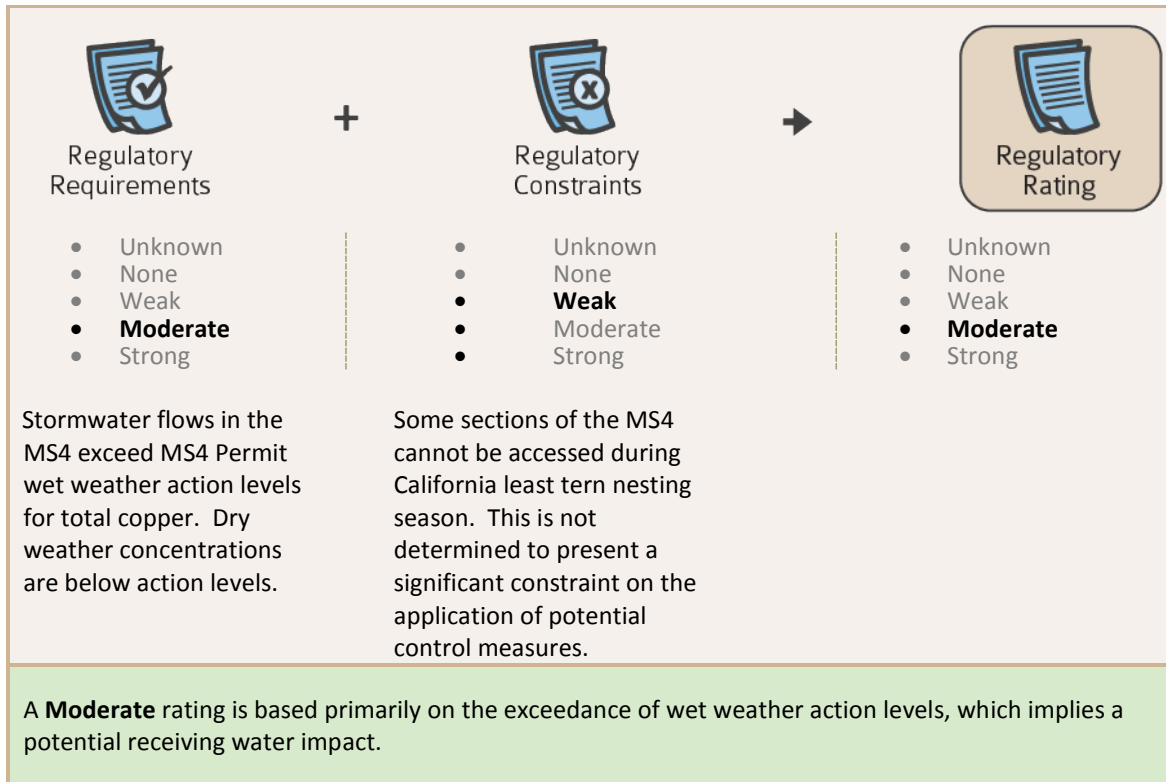 Regulatory
Requirements
+
Regulatory
Constraints
Regulatory
Rating
• Unknown
• None
• Weak
• Moderate
• Strong
• Unknown
• None
• Weak
• Moderate
• Strong
• Unknown
• None
• Weak
• Moderate
• Strong
Stormwater flows in the
MS4 exceed MS4 Permit
wet weather action levels
for total copper.  Dry
weather concentrations
are below action levels.
Some sections of the MS4
cannot be accessed during
California least tern nesting
season.  This is not
determined to present a
significant constraint on the
application of potential
control measures.
A Moderate rating is based primarily on the exceedance of wet weather action levels, which implies a
potential receiving water impact.